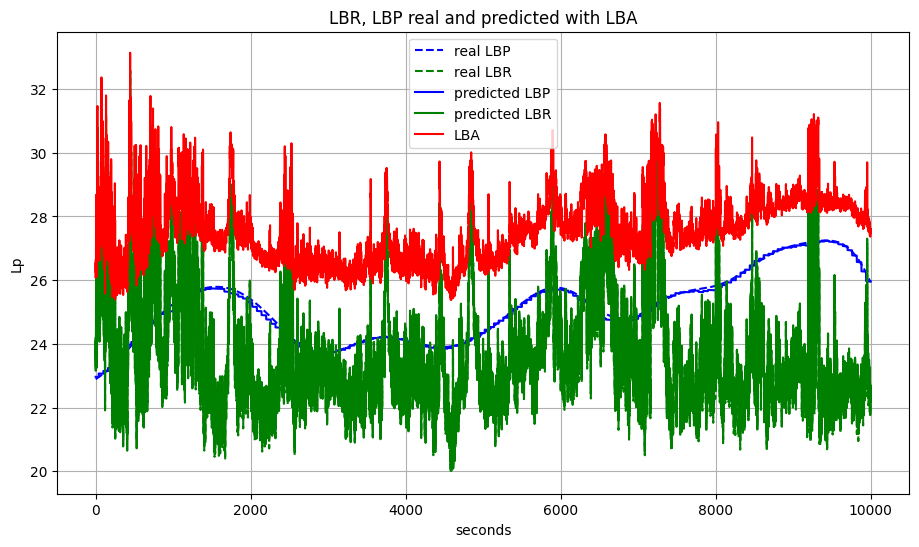 LBR, LBP real and predicted with LBA
real LBP
real LBR
predicted LBP
predicted LBR
LBA
Lp
32
30
28
26
24
22
20
0
2000
4000
6000
8000
10000
seconds